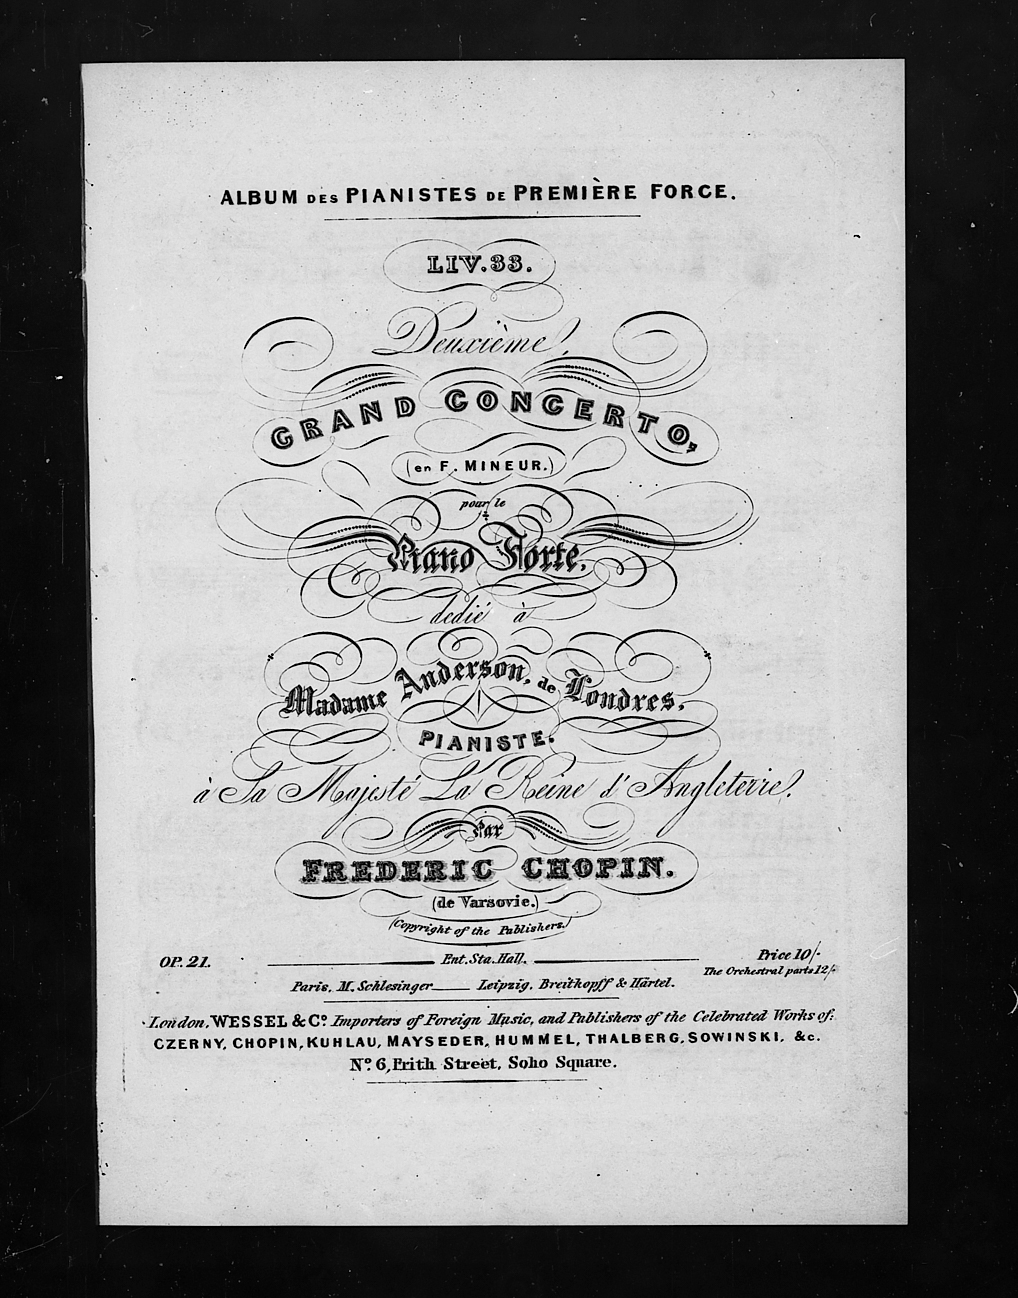 ALBUM DES PIANISTES DE PREMIÈRE FORCE.
LIV. 33.
Deuxième
GRAND CONCERTO,
(en F. MINEUR.)
pour le
Piano Forte,
dedié à
Madame Anderson, de Londres,
PIANISTE.
à Sa Majesté La Reine d'Angleterre.
Par
FREDERIC CHOPIN.
(de Varsovie.)
(Copyright of the Publishers.)
OP. 21. Ent. Sta. Hall. Price 10/-
The Orchestral parts 12/-
Paris, M. Schlesinger Leipzig, Breitkopff & Härtel.
London, WESSEL & Co. Importers of Foreign Music, and Publishers of the Celebrated Works of:
CZERNY, CHOPIN, KUHLAU, MAYSEDER, HUMMEL, THALBERG, SOWINSKI, &c.
No. 6, Frith Street, Soho Square.